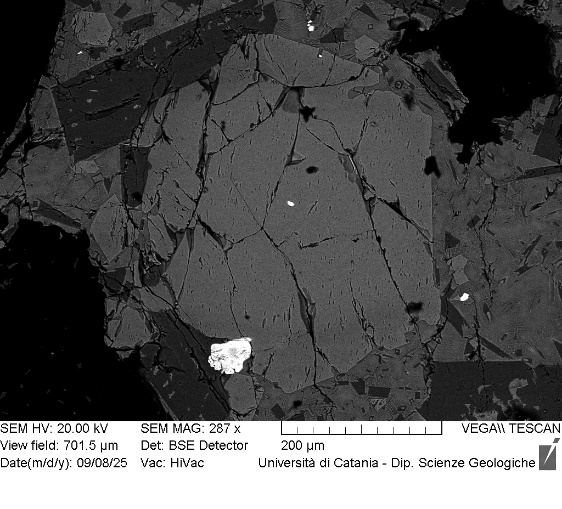 SEM HV: 20.00 kV SEM MAG: 287 x VEGA\\ TESCAN
View field: 701.5 µm Det: BSE Detector 200 µm
Date(m/d/y): 09/08/25 Vac: HiVac Università di Catania - Dip. Scienze Geologiche